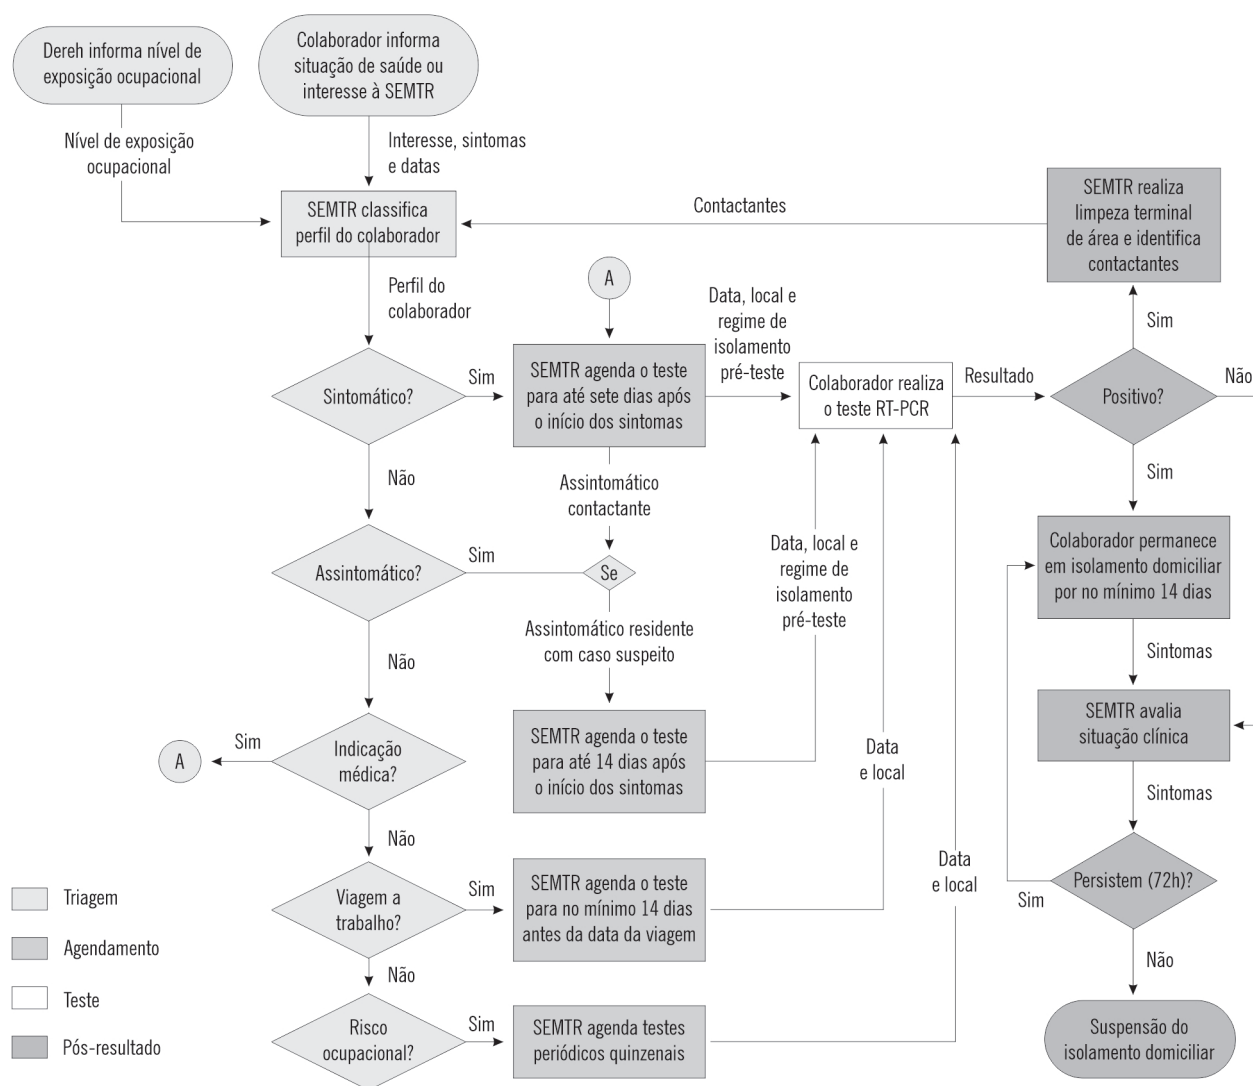 Dereh informa nível de
exposição ocupacional
Colaborador informa
situação de saúde ou
interesse à SEMTR
Nível de exposição
ocupacional
Interesse, sintomas
e datas
SEMTR classifica
perfil do colaborador
Contactantes
SEMTR realiza
limpeza terminal
de área e identifica
contactantes
Perfil do
colaborador
A
Data, local e
regime de
isolamento
pré-teste
Sim
Sintomático?
Sim
SEMTR agenda o teste
para até sete dias após
o início dos sintomas
Colaborador realiza
o teste RT-PCR
Resultado
Positivo?
Não
Não
Assintomático
contactante
Sim
Assintomático?
Sim
Se
Data, local e
regime de
isolamento
pré-teste
Colaborador permanece
em isolamento domiciliar
por no mínimo 14 dias
Não
Assintomático residente
com caso suspeito
Sintomas
A
Sim
Indicação
médica?
SEMTR agenda o teste
para até 14 dias após
o início dos sintomas
Data
e local
SEMTR avalia
situação clínica
Sintomas
Não
Viagem a
trabalho?
Sim
SEMTR agenda o teste
para no mínimo 14 dias
antes da data da viagem
Data
e local
Sim
Persistem (72h)?
Não
Não
Risco
ocupacional?
Sim
SEMTR agenda testes
periódicos quinzenais
Suspensão do
isolamento domiciliar
Triagem
Agendamento
Teste
Pós-resultado